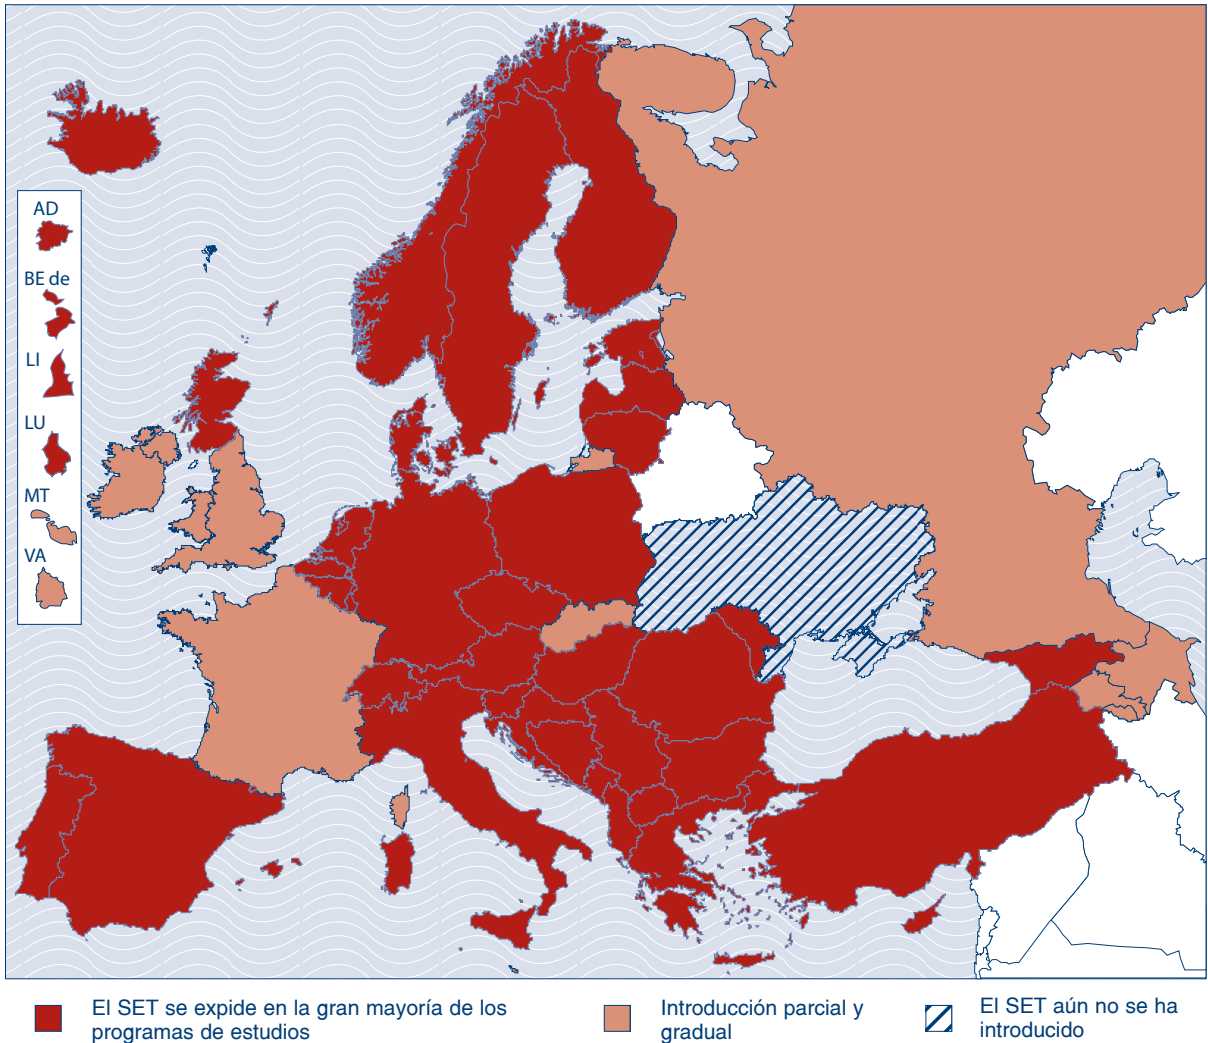 AD
BE de
LI
LU
MT
VA
El SET se expide en la gran mayoría de los
programas de estudios
Introducción parcial y
gradual
El SET aún no se ha
introducido